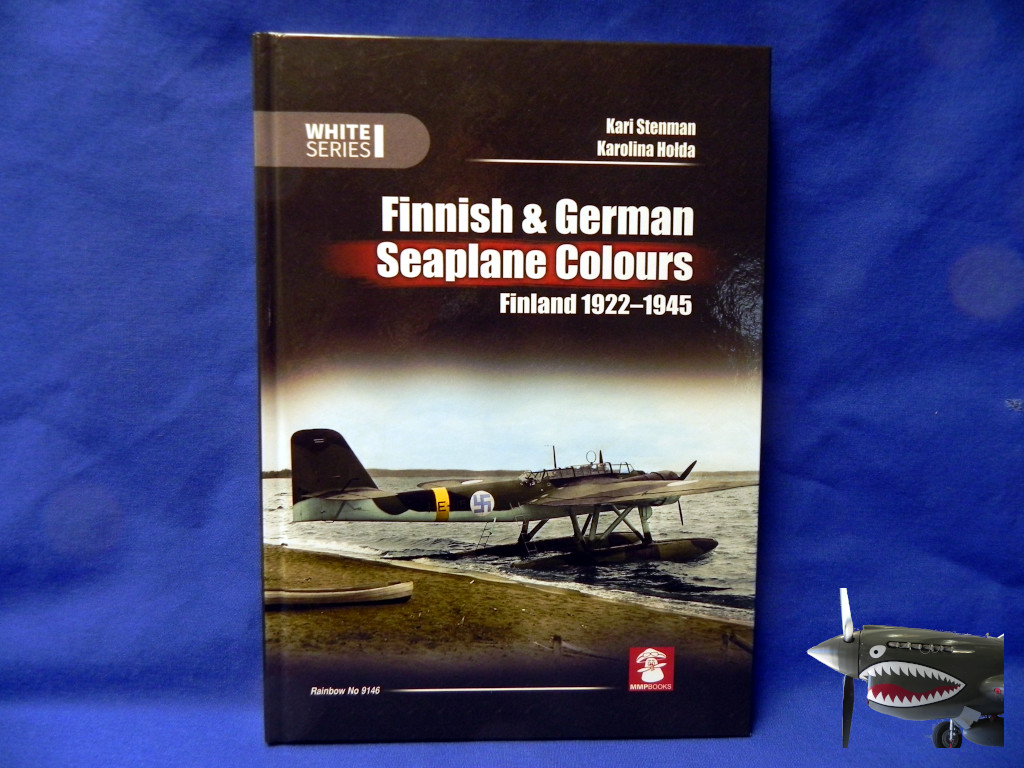 WHITE
SERIES
Kari Stenman
Karolina Hołda
Finnish & German
Seaplane Colours
Finland 1922–1945
E
Rainbow No 9146
MMPBOOKS